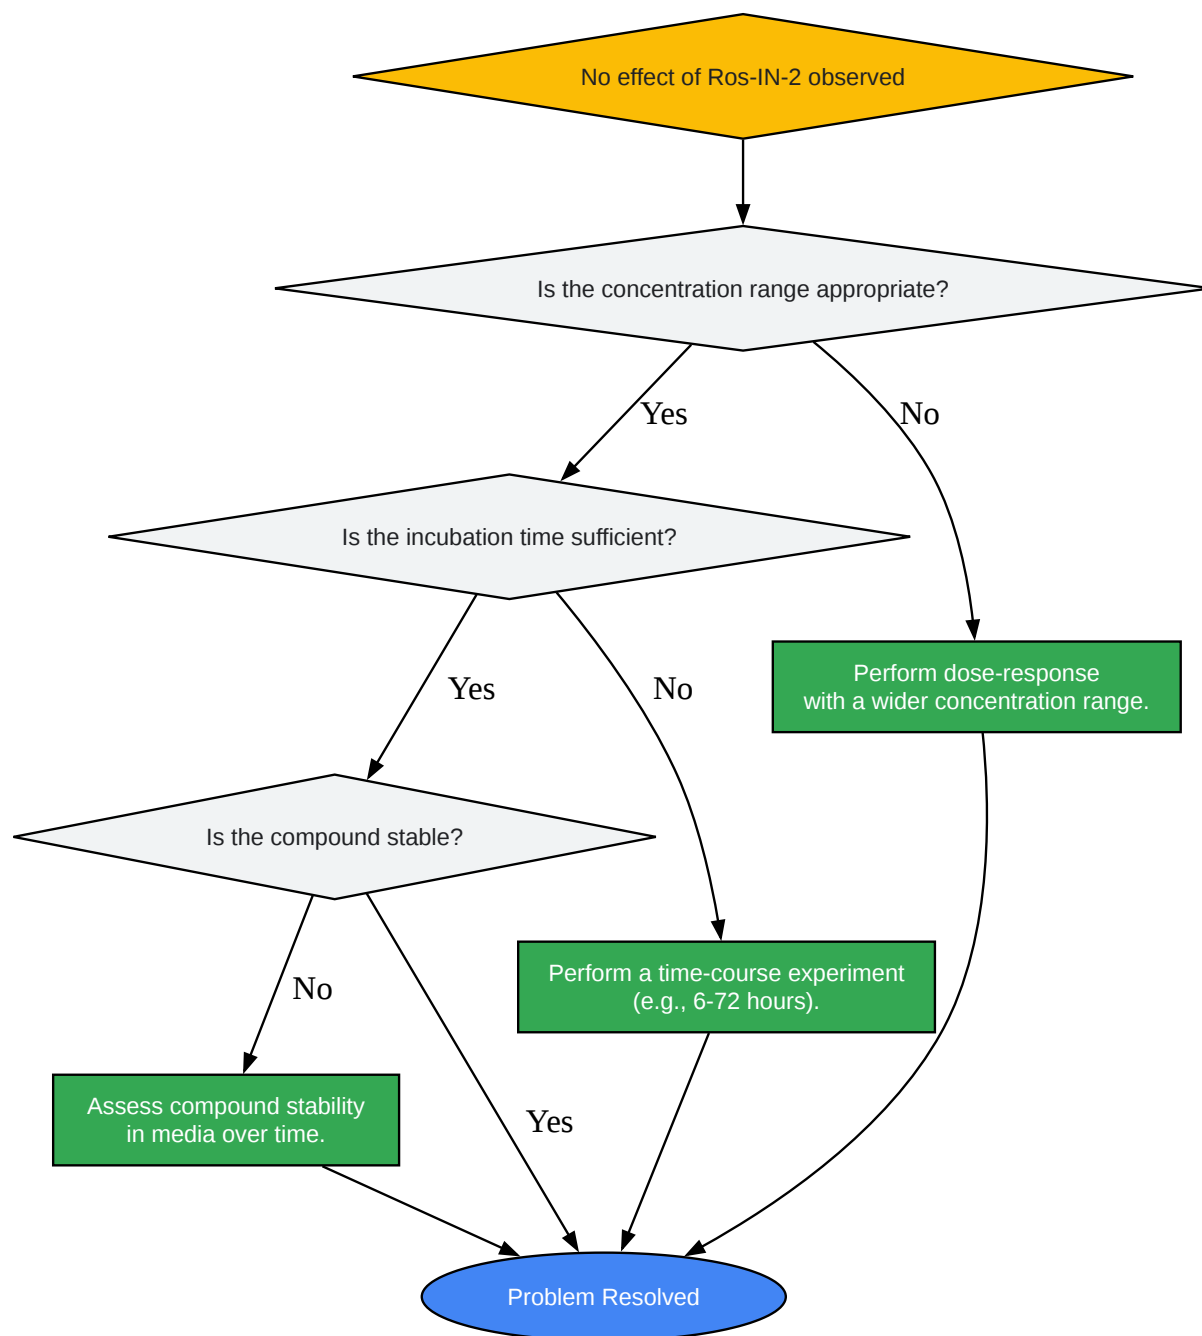 No effect of Ros-IN-2 observed
Is the concentration range appropriate?
Yes
No
Is the incubation time sufficient?
Perform dose-response
with a wider concentration range.
Yes
No
Is the compound stable?
Perform a time-course experiment
(e.g., 6-72 hours).
No
Assess compound stability
in media over time.
Yes
Problem Resolved